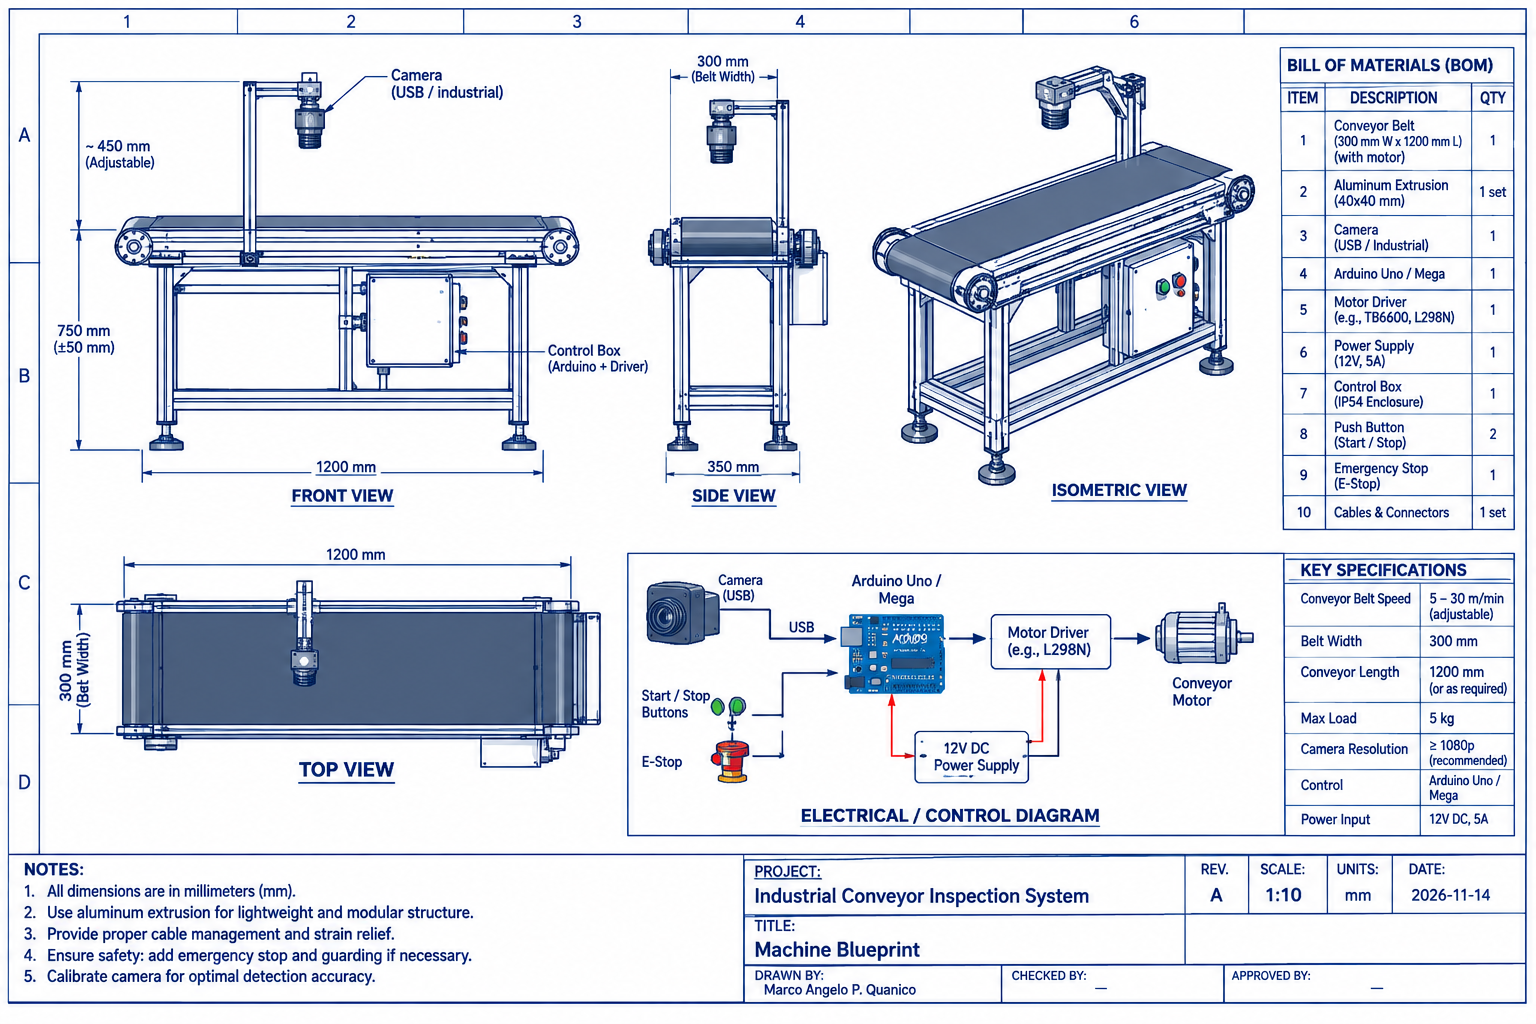 1
2
3
4
6
A
B
C
D
Camera
(USB / industrial)
~ 450 mm
(Adjustable)
750 mm
(±50 mm)
Control Box
(Arduino + Driver)
1200 mm
FRONT VIEW
300 mm
(Belt Width)
350 mm
SIDE VIEW
ISOMETRIC VIEW
BILL OF MATERIALS (BOM)
ITEM DESCRIPTION QTY
1 Conveyor Belt
(300 mm W x 1200 mm L)
(with motor) 1
2 Aluminum Extrusion
(40x40 mm) 1 set
3 Camera
(USB / Industrial) 1
4 Arduino Uno / Mega 1
5 Motor Driver
(e.g., TB6600, L298N) 1
6 Power Supply
(12V, 5A) 1
7 Control Box
(IP54 Enclosure) 1
8 Push Button
(Start / Stop) 2
9 Emergency Stop
(E-Stop) 1
10 Cables & Connectors 1 set
1200 mm
300 mm
(Bet Width)
TOP VIEW
Camera
(USB)
USB
Arduino Uno /
Mega
Motor Driver
(e.g., L298N)
Conveyor
Motor
Start / Stop
Buttons
E-Stop
12V DC
Power Supply
ELECTRICAL / CONTROL DIAGRAM
KEY SPECIFICATIONS
Conveyor Belt Speed 5 – 30 m/min
(adjustable)
Belt Width 300 mm
Conveyor Length 1200 mm
(or as required)
Max Load 5 kg
Camera Resolution ≥ 1080p
(recommended)
Control Arduino Uno /
Mega
Power Input 12V DC, 5A
NOTES:
1. All dimensions are in millimeters (mm).
2. Use aluminum extrusion for lightweight and modular structure.
3. Provide proper cable management and strain relief.
4. Ensure safety: add emergency stop and guarding if necessary.
5. Calibrate camera for optimal detection accuracy.
PROJECT:
Industrial Conveyor Inspection System
REV.
A
SCALE:
1:10
UNITS:
mm
DATE:
2026-11-14
TITLE:
Machine Blueprint
DRAWN BY:
Marco Angelo P. Quanico
CHECKED BY:
—
APPROVED BY:
—